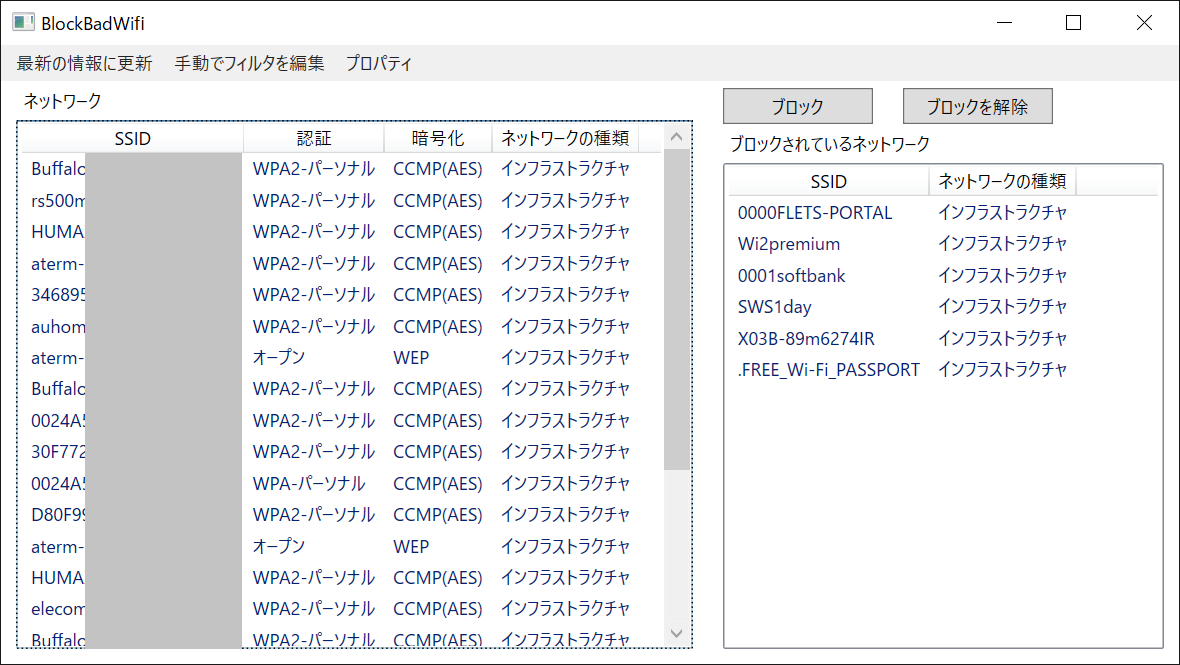 BlockBadWifi
最新の情報に更新 手動でフィルタを編集 プロパティ
ネットワーク
SSID 認証 暗号化 ネットワークの種類
Buffalo WPA2-パーソナル CCMP(AES) インフラストラクチャ
rs500m WPA2-パーソナル CCMP(AES) インフラストラクチャ
HUMA WPA2-パーソナル CCMP(AES) インフラストラクチャ
aterm- WPA2-パーソナル CCMP(AES) インフラストラクチャ
346895 WPA2-パーソナル CCMP(AES) インフラストラクチャ
auhom WPA2-パーソナル CCMP(AES) インフラストラクチャ
aterm- オープン WEP インフラストラクチャ
Buffalo WPA2-パーソナル CCMP(AES) インフラストラクチャ
0024A5 WPA2-パーソナル CCMP(AES) インフラストラクチャ
30F772 WPA2-パーソナル CCMP(AES) インフラストラクチャ
0024A5 WPA-パーソナル CCMP(AES) インフラストラクチャ
D80F99 WPA2-パーソナル CCMP(AES) インフラストラクチャ
aterm- オープン WEP インフラストラクチャ
HUMA WPA2-パーソナル CCMP(AES) インフラストラクチャ
elecom WPA2-パーソナル CCMP(AES) インフラストラクチャ
Buffalo WPA2-パーソナル CCMP(AES) インフラストラクチャ
ブロック ブロックを解除
ブロックされているネットワーク
SSID ネットワークの種類
0000FLETS-PORTAL インフラストラクチャ
Wi2premium インフラストラクチャ
0001softbank インフラストラクチャ
SWS1day インフラストラクチャ
X03B-89m6274IR インフラストラクチャ
.FREE_Wi-Fi_PASSPORT インフラストラクチャ